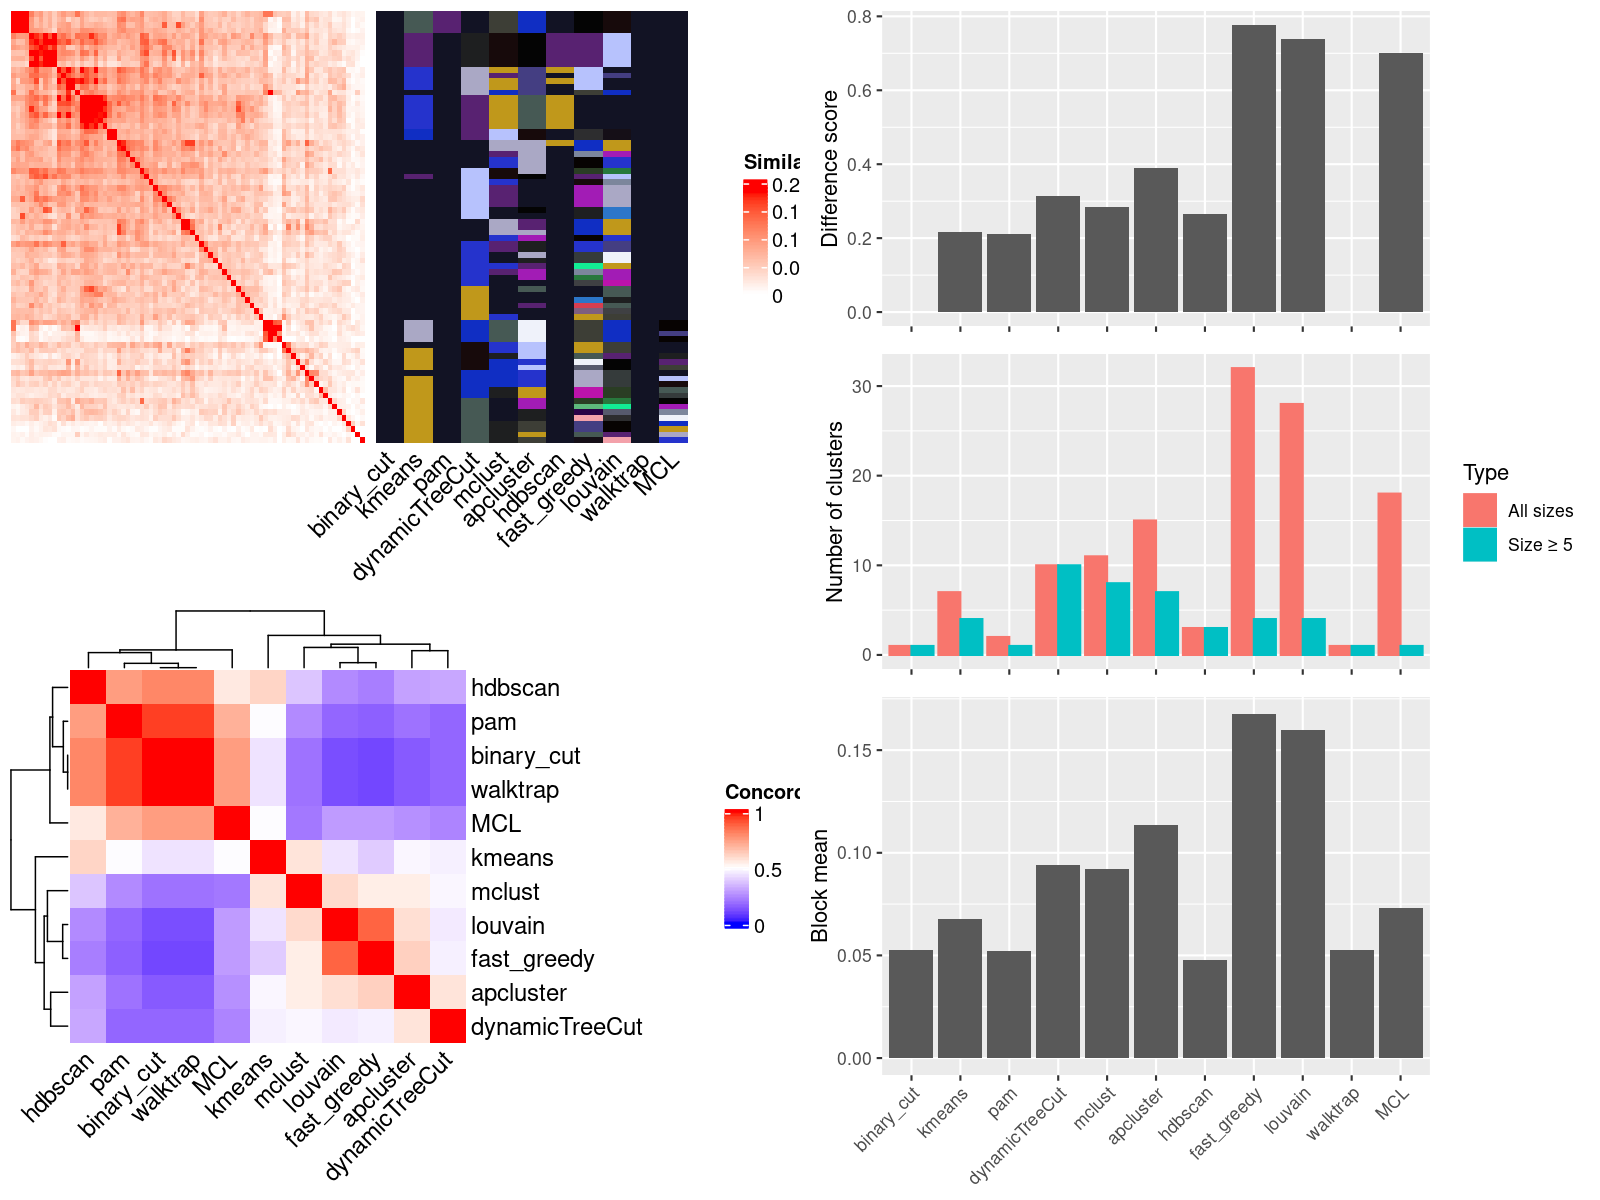 Simila
0.2
0.1
0.1
0.0
0
binary_cut
kmeans
pam
dynamicTreeCut
mclust
apcluster
hdbscan
fast_greedy
louvain
walktrap
MCL
hdbscan
pam
binary_cut
walktrap
MCL
kmeans
mclust
louvain
fast_greedy
apcluster
dynamicTreeCut
hdbscan
pam
binary_cut
walktrap
MCL
kmeans
mclust
louvain
fast_greedy
apcluster
dynamicTreeCut
Concord
1
0.5
0
Difference score
0.8
0.6
0.4
0.2
0.0
Number of clusters
30
20
10
0
Type
All sizes
Size ≥ 5
Block mean
0.15
0.10
0.05
0.00
binary_cut
kmeans
pam
dynamicTreeCut
mclust
apcluster
hdbscan
fast_greedy
louvain
walktrap
MCL